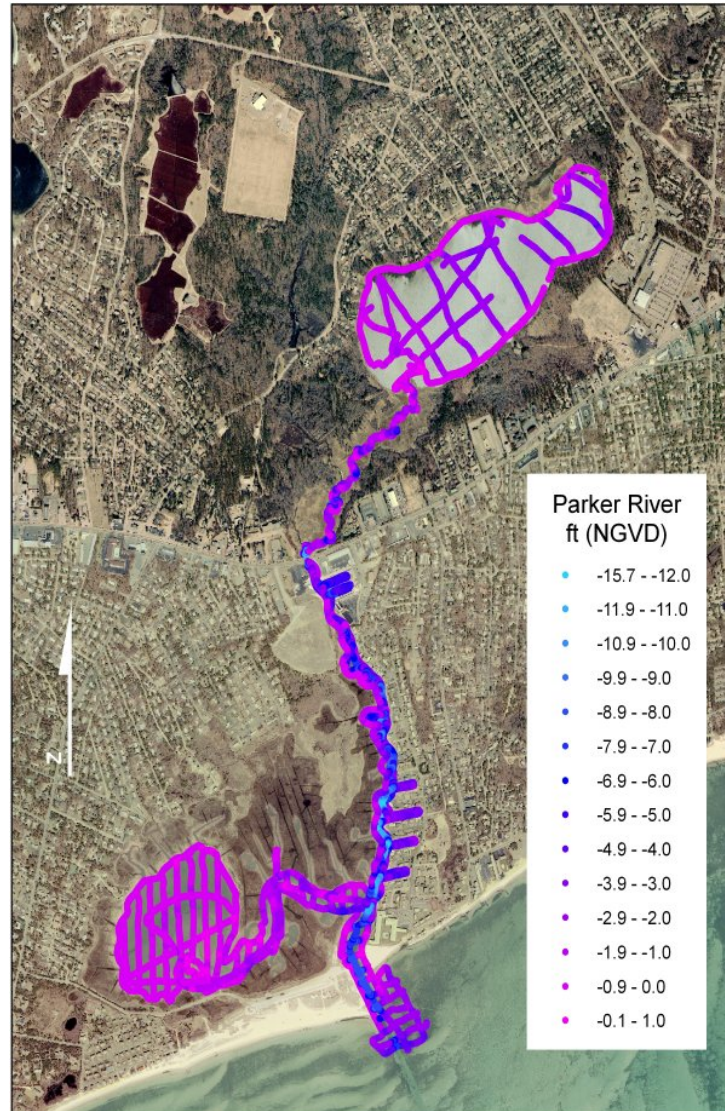 Parker River
ft (NGVD)
-15.7 - -12.0
-11.9 - -11.0
-10.9 - -10.0
-9.9 - -9.0
-8.9 - -8.0
-7.9 - -7.0
-6.9 - -6.0
-5.9 - -5.0
-4.9 - -4.0
-3.9 - -3.0
-2.9 - -2.0
-1.9 - -1.0
-0.9 - 0.0
-0.1 - 1.0
N